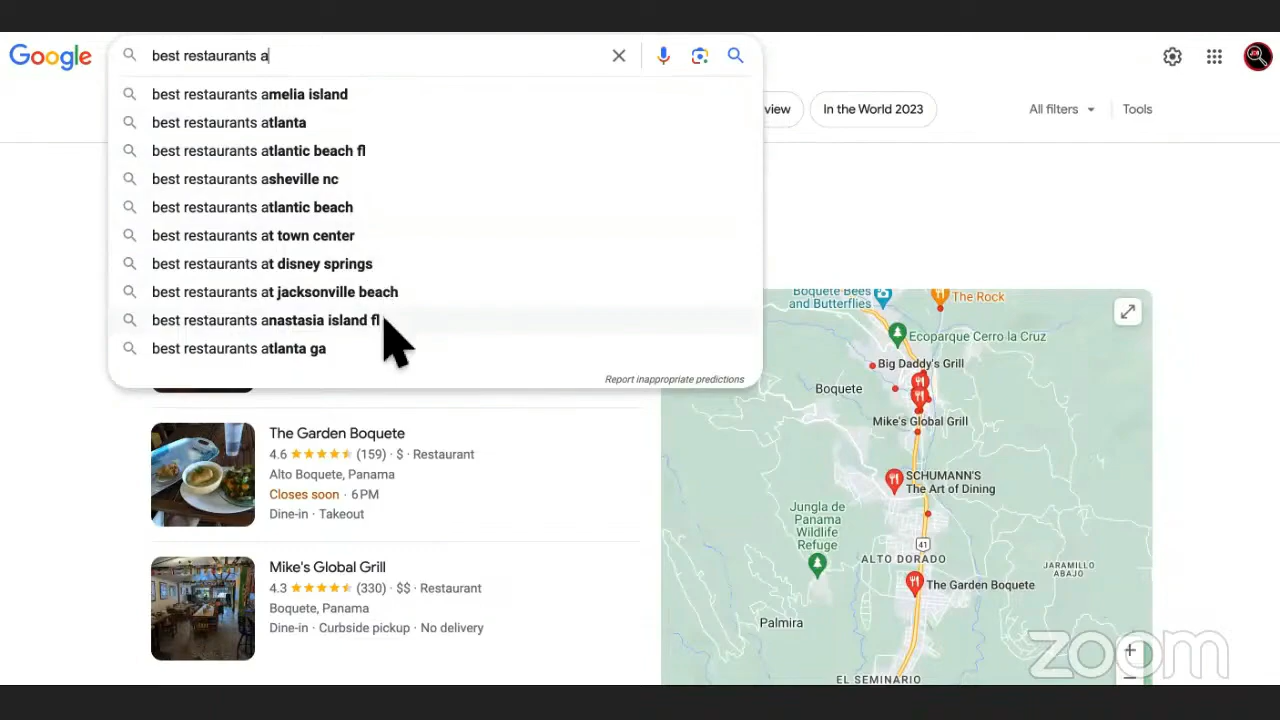 Google
best restaurants a
best restaurants amelia island
best restaurants atlanta
best restaurants atlantic beach fl
best restaurants asheville nc
best restaurants atlantic beach
best restaurants at town center
best restaurants at disney springs
best restaurants at jacksonville beach
best restaurants anastasia island fl
best restaurants atlanta ga
Report inappropriate predictions
view
In the World 2023
All filters
Tools
The Garden Boquete
4.6 (159) · $ · Restaurant
Alto Boquete, Panama
Closes soon · 6 PM
Dine-in · Takeout
Mike's Global Grill
4.3 (330) · $$ · Restaurant
Boquete, Panama
Dine-in · Curbside pickup · No delivery
Boquete Bees
and Butterflies
The Rock
Ecoparque Cerro la Cruz
Big Daddy's Grill
Boquete
Mike's Global Grill
SCHUMANN'S
The Art of Dining
Jungla de
Panama
Wildlife
Refuge
41
ALTO DORADO
JARAMILLO
ABAJO
The Garden Boquete
Palmira
EL SEMINARIO
zoom